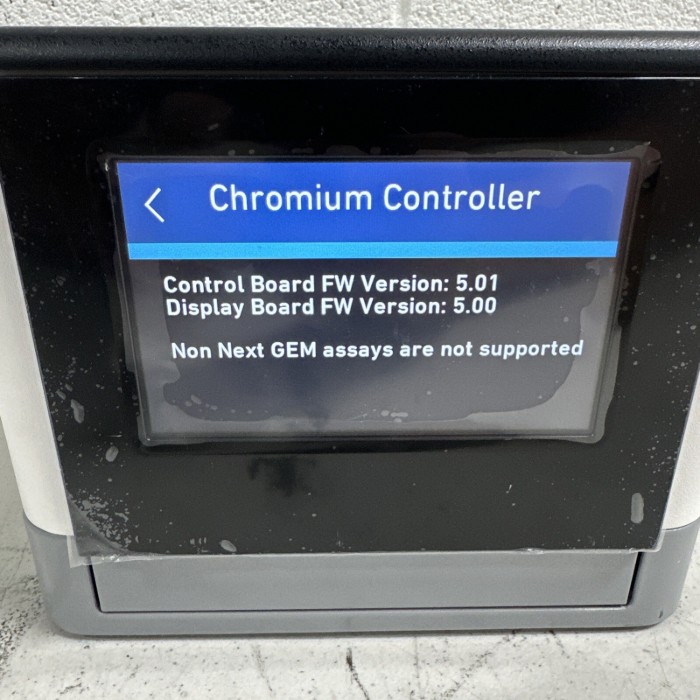 Chromium Controller
Control Board FW Version: 5.01
Display Board FW Version: 5.00
Non Next GEM assays are not supported